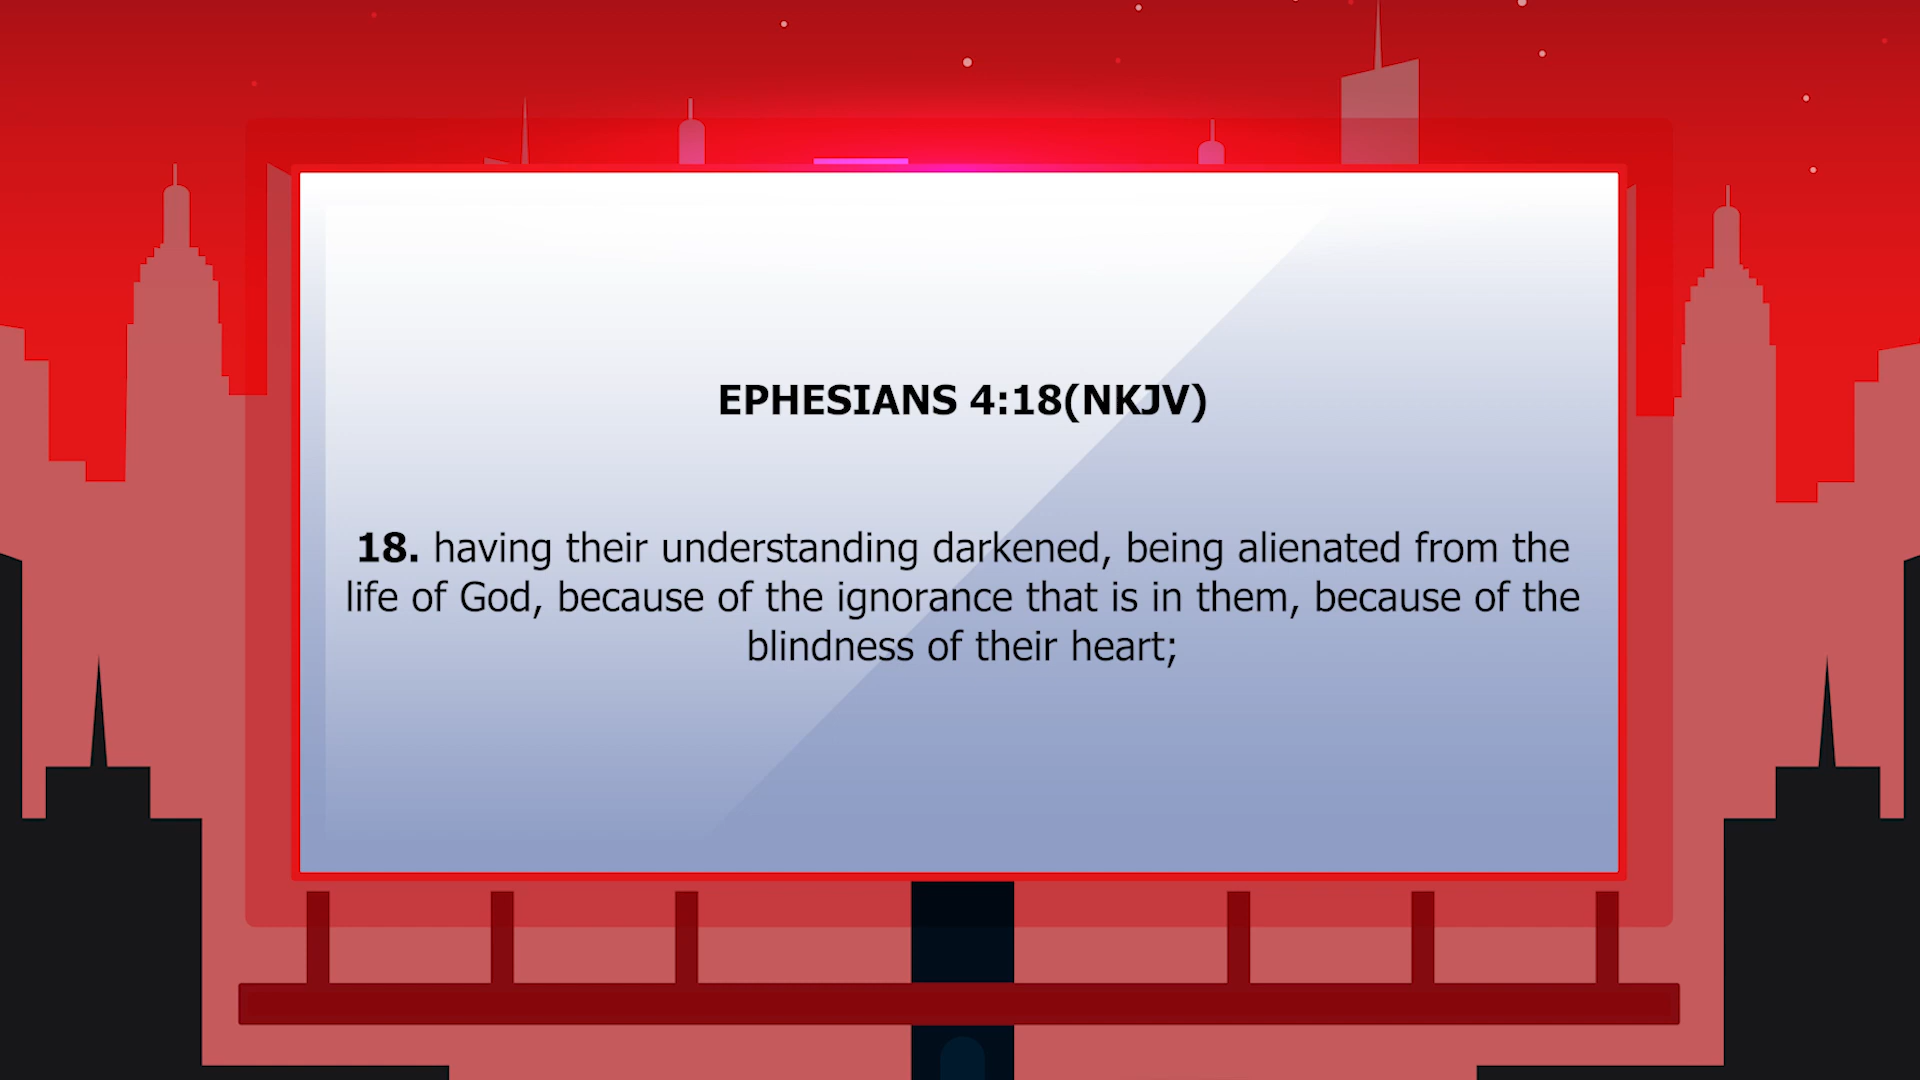 EPHESIANS 4:18(NKJV)
18. having their understanding darkened, being alienated from the
life of God, because of the ignorance that is in them, because of the
blindness of their heart;